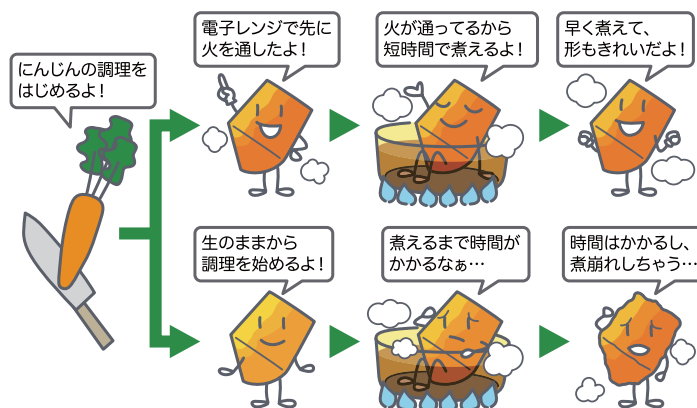 にんじんの調理を
はじめるよ！
電子レンジで先に
火を通したよ！
火が通ってるから
短時間で煮えるよ！
早く煮えて、
形もきれいだよ！
生のままから
調理を始めるよ！
煮えるまで時間が
かかるなぁ…
時間はかかるし、
煮崩れしちゃう…